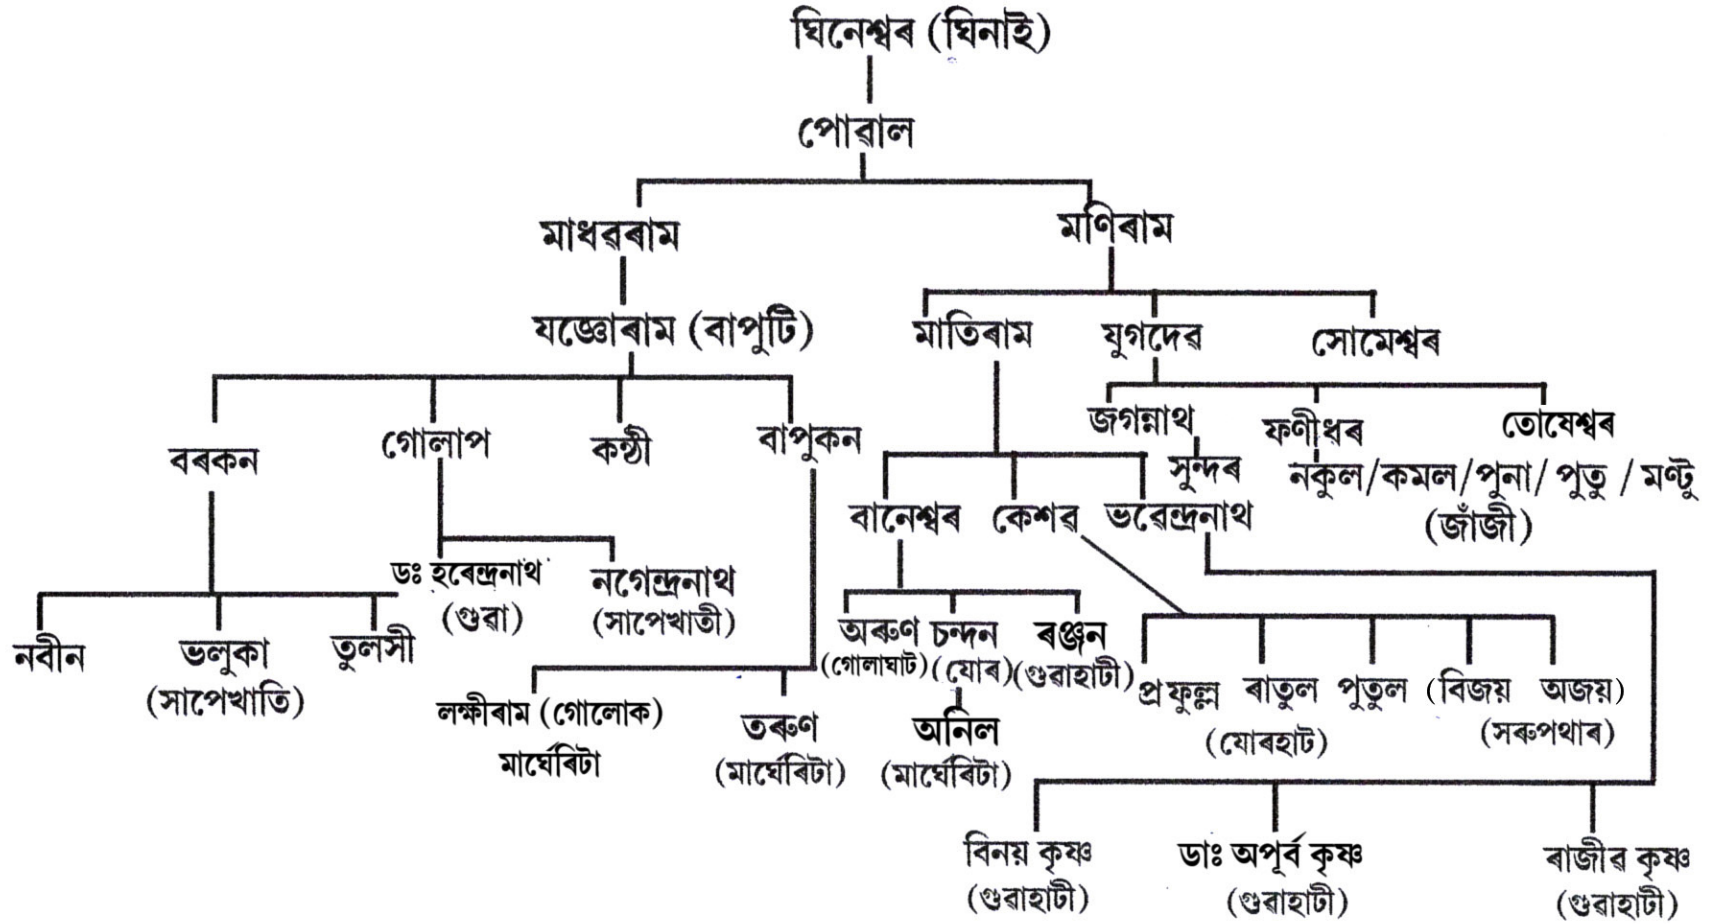 ঘিনেশ্বৰ (ঘিনাই)
পোৱাল
মাধৱৰাম
মণিৰাম
যজ্ঞোৰাম (বাপুটি)
মাতিৰাম
যুগদেৱ
সোমেশ্বৰ
বৰকন
গোলাপ
কন্ঠী
বাপুকন
জগন্নাথ
সুন্দৰ
ফণীধৰ
তোষেশ্বৰ
নকুল/কমল/পুনা/ পুতু / মণ্টু
(জাঁজী)
বানেশ্বৰ
কেশৱ
ভৱেন্দ্ৰনাথ
ডঃ হৰেন্দ্ৰনাথ
(গুৱা)
নগেন্দ্ৰনাথ
(সাপেখাতী)
নবীন
ভলুকা
(সাপেখাতি)
তুলসী
অৰুণ
(গোলাঘাট)
চন্দন
(যোৰ)
ৰঞ্জন
(গুৱাহাটী)
প্ৰফুল্ল ৰাতুল পুতুল (বিজয় অজয়)
(যোৰহাট)
(সৰুপথাৰ)
লক্ষীৰাম (গোলোক)
মাৰ্ঘেৰিটা
তৰুণ
(মাৰ্ঘেৰিটা)
অনিল
(মাৰ্ঘেৰিটা)
বিনয় কৃষ্ণ
(গুৱাহাটী)
ডাঃ অপূৰ্ব কৃষ্ণ
(গুৱাহাটী)
ৰাজীৱ কৃষ্ণ
(গুৱাহাটী)